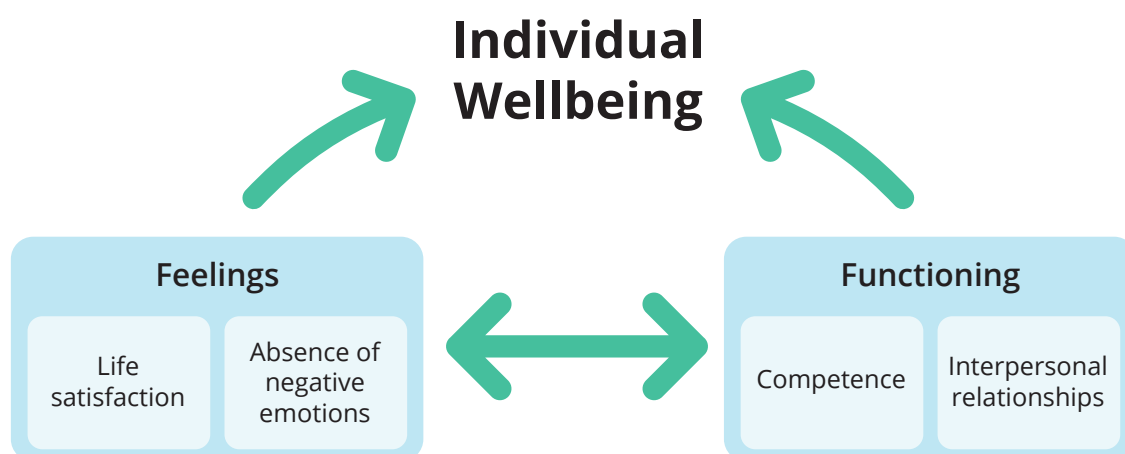 Individual
Wellbeing
Feelings
Life
satisfaction
Absence of
negative
emotions
Functioning
Competence
Interpersonal
relationships